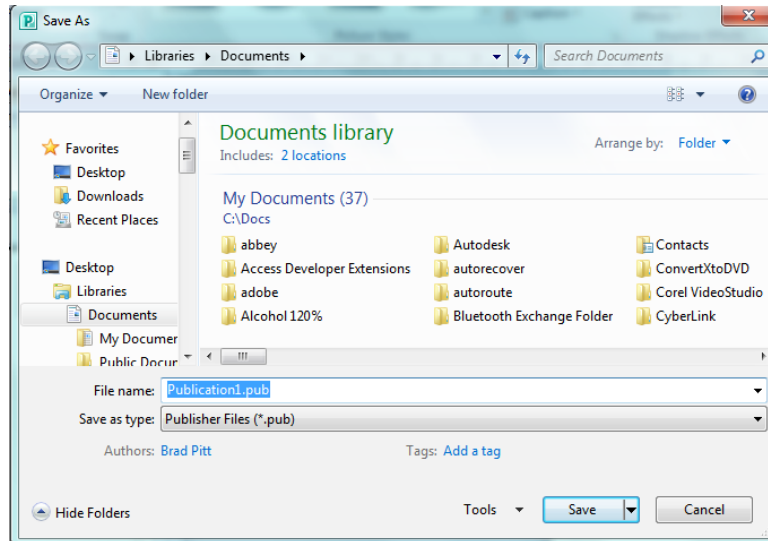 Save As
Libraries Documents
Search Documents
Organize
New folder
Favorites
Desktop
Downloads
Recent Places
Desktop
Libraries
Documents
My Documer
Public Docur
Documents library
Includes: 2 locations
Arrange by: Folder
My Documents (37)
C:\Docs
abbey
Autodesk
Contacts
Access Developer Extensions
autorecover
ConvertXtoDVD
adobe
autoroute
Corel VideoStudio
Alcohol 120%
Bluetooth Exchange Folder
CyberLink
File name: Publication1.pub
Save as type: Publisher Files (*.pub)
Authors: Brad Pitt
Tags: Add a tag
Hide Folders
Tools
Save
Cancel